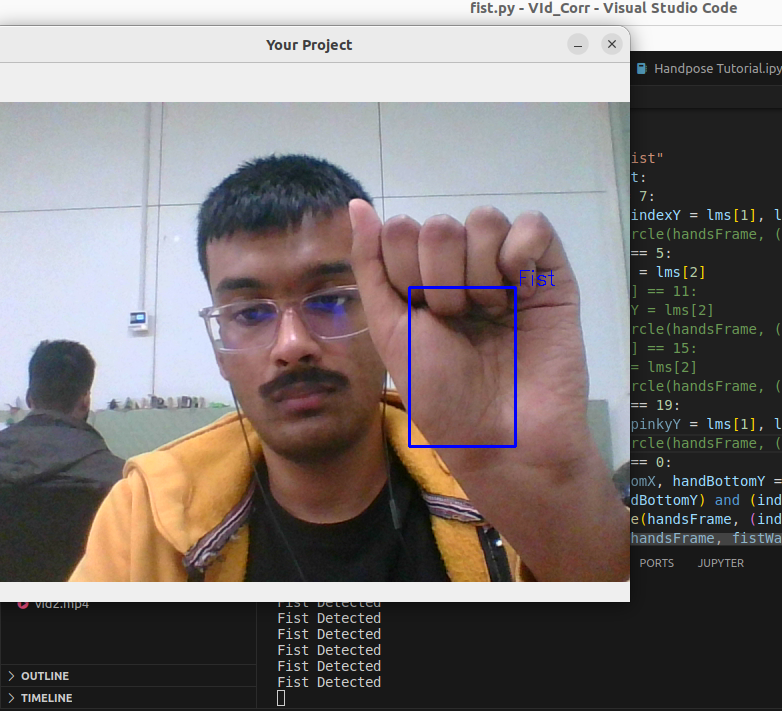 fist.py - VId_Corr - Visual Studio Code
Your Project
Handpose Tutorial.ipy
ist"
t:
7:
indexY = lms[1], l
rcle(handsFrame, (
== 5:
= lms[2]
] == 11:
Y = lms[2]
rcle(handsFrame, (
] == 15:
= lms[2]
rcle(handsFrame, (
== 19:
pinkyY = lms[1], l
rcle(handsFrame, (
== 0:
omX, handBottomY =
dBottomY) and (ind
e(handsFrame, (ind
handsFrame, fistWa
Fist
PORTS JUPYTER
vid2.mp4
Fist Detected
Fist Detected
Fist Detected
Fist Detected
Fist Detected
Fist Detected
OUTLINE
TIMELINE